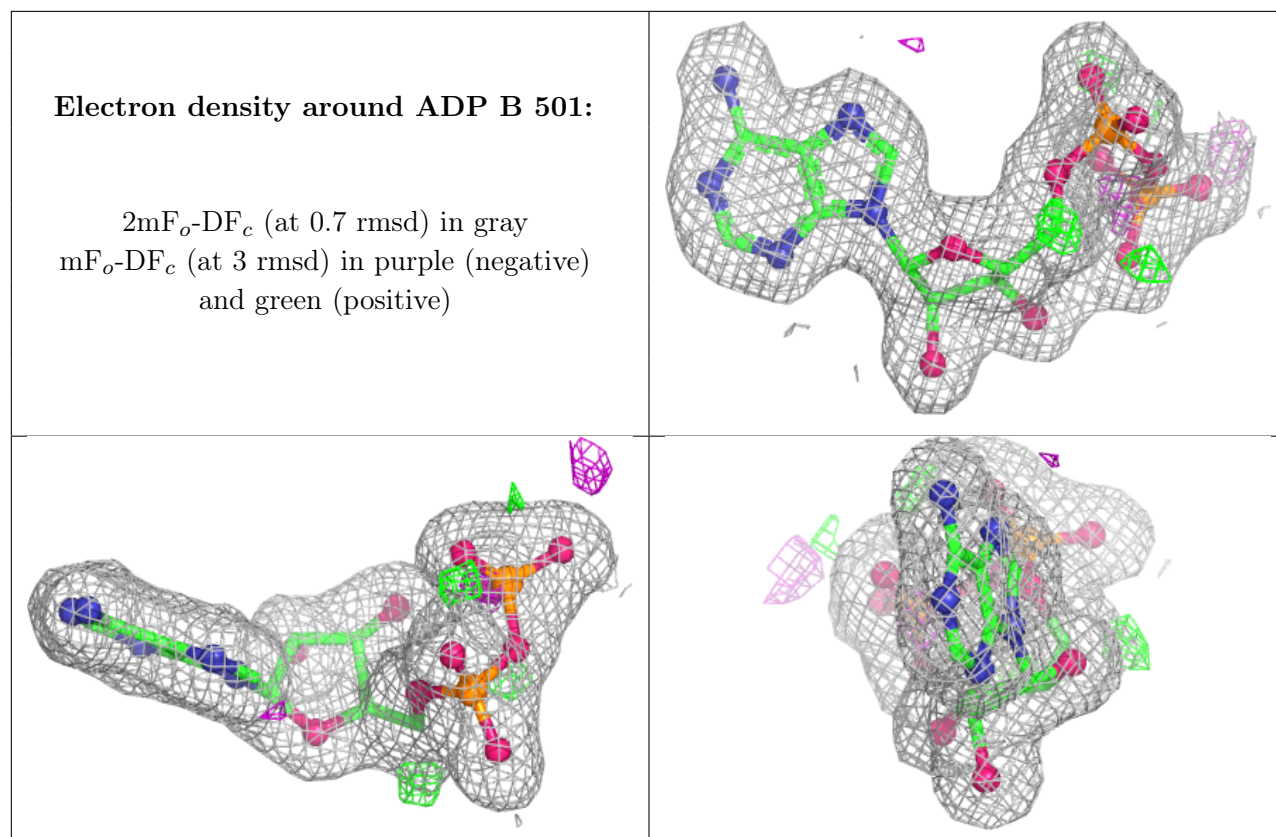 Electron density around ADP B 501:
2mFₒ-DF𝒸 (at 0.7 rmsd) in gray
mFₒ-DF𝒸 (at 3 rmsd) in purple (negative)
and green (positive)